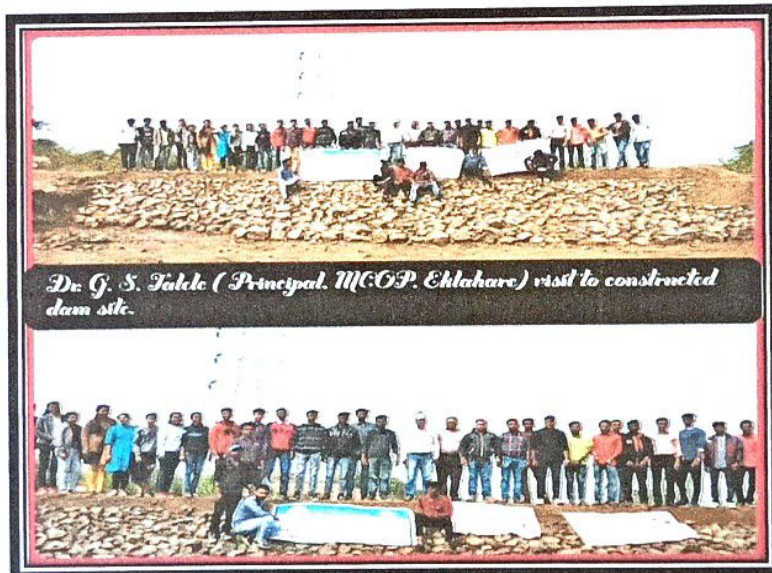 Dr. G. S. Talele ( Principal, MCOP, Eklahare) visit to constructed
dam site.